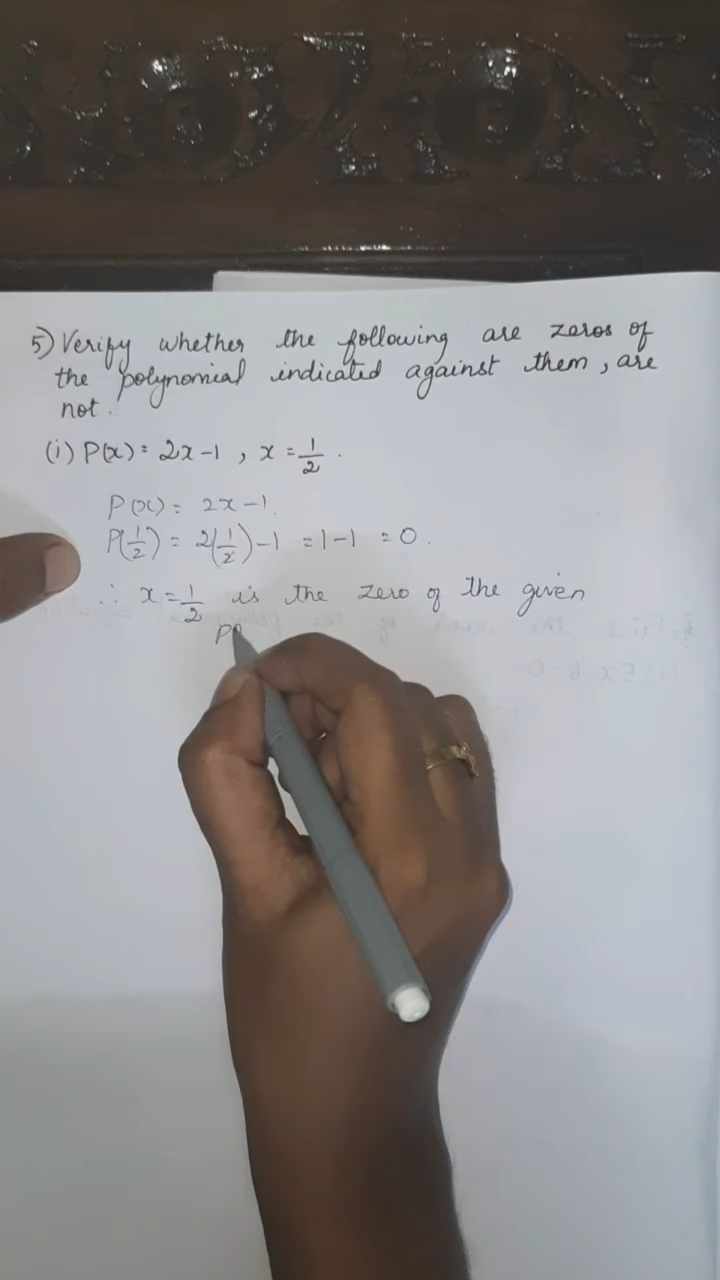 5) Verify whether the following are zeros of
the polynomial indicated against them, are
not.
(i) P(x) = 2x-1, x = 1/2.
P(x) = 2x-1.
P(1/2) = 2(1/2)-1 = 1-1 = 0.
∴ x = 1/2 is the zero of the given